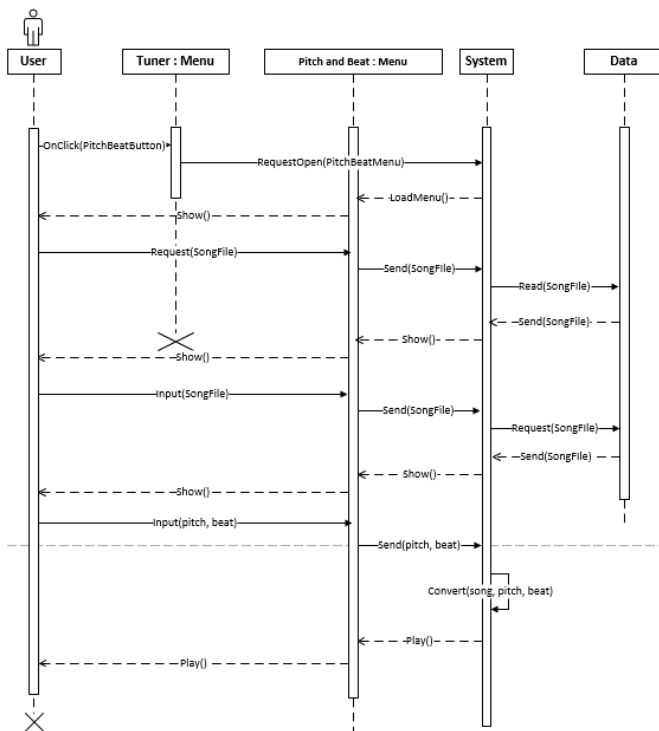 User
Tuner : Menu
Pitch and Beat : Menu
System
Data
OnClick(PitchBeatButton)
RequestOpen(PitchBeatMenu)
LoadMenu()
Show()
Request(SongFile)
Send(SongFile)
Read(SongFile)
Send(SongFile)
Show()
Show()
Input(SongFile)
Send(SongFile)
Request(SongFile)
Send(SongFile)
Show()
Show()
Input(pitch, beat)
Send(pitch, beat)
Convert(song, pitch, beat)
Play()
Play()